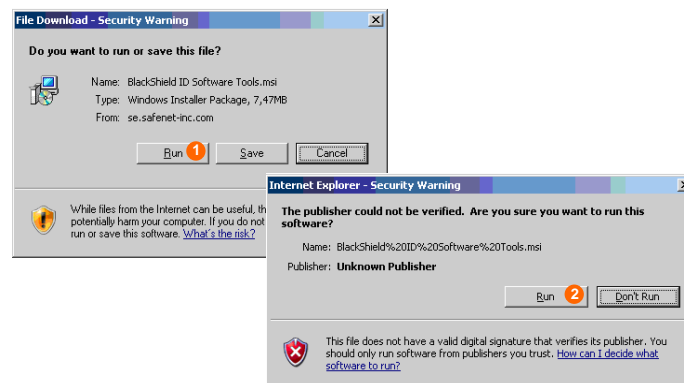 File Download - Security Warning
Do you want to run or save this file?
Name: BlackShield ID Software Tools.msi
Type: Windows Installer Package, 7,47MB
From: se.safenet-inc.com
Run 1 Save Cancel
While files from the Internet can be useful, th
potentially harm your computer. If you do not
run or save this software. What's the risk?
Internet Explorer - Security Warning
The publisher could not be verified. Are you sure you want to run this
software?
Name: BlackShield%20ID%20Software%20Tools.msi
Publisher: Unknown Publisher
Run 2 Don't Run
This file does not have a valid digital signature that verifies its publisher. You
should only run software from publishers you trust. How can I decide what
software to run?